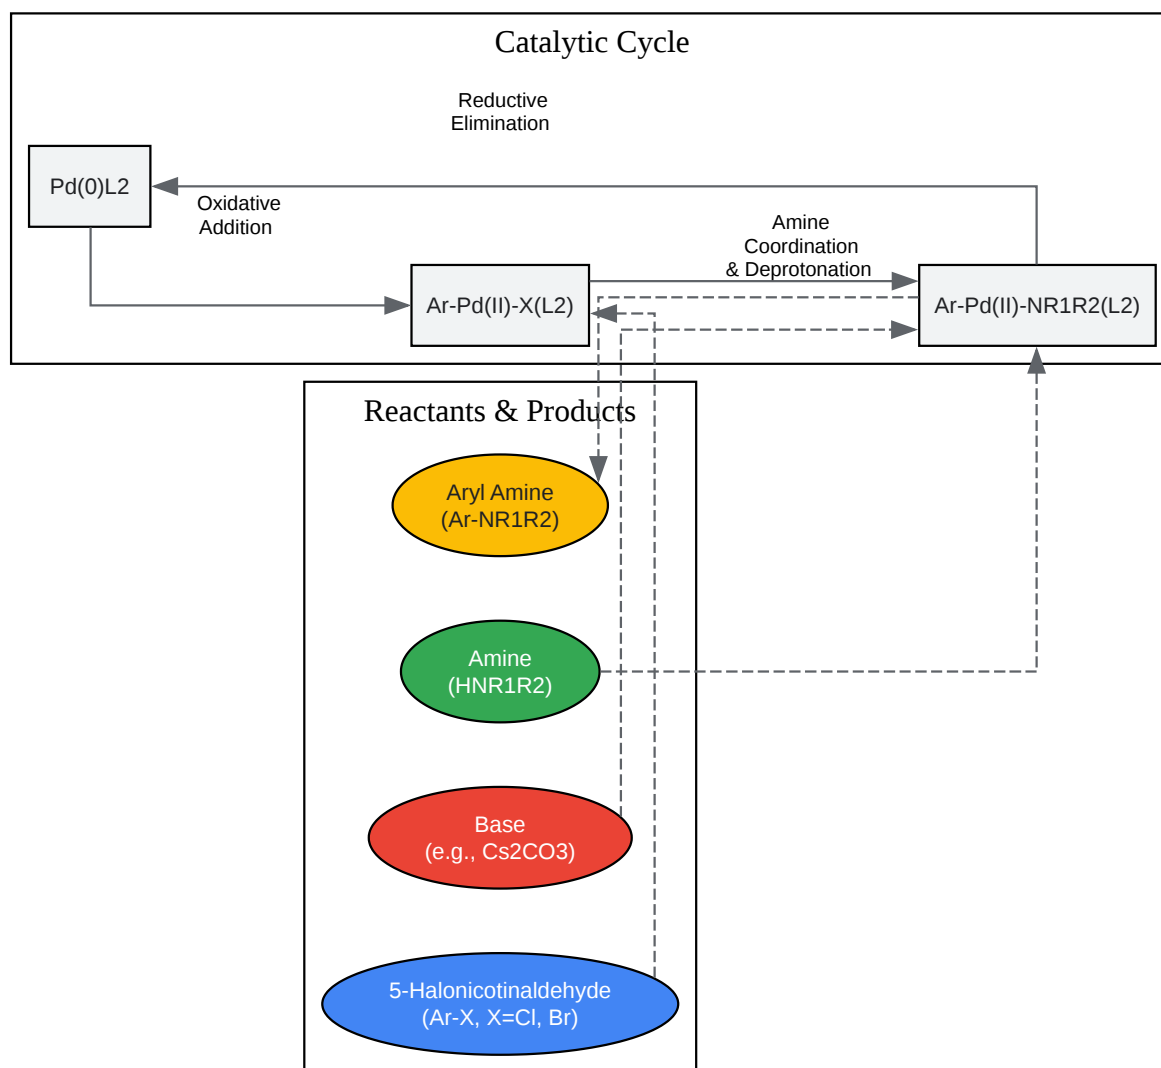 Catalytic Cycle
Reductive
Elimination
Pd(0)L2
Oxidative
Addition
Amine
Coordination
& Deprotonation
Ar-Pd(II)-X(L2)
Ar-Pd(II)-NR1R2(L2)
Reactants & Products
Aryl Amine
(Ar-NR1R2)
Amine
(HNR1R2)
Base
(e.g., Cs2CO3)
5-Halonicotinaldehyde
(Ar-X, X=Cl, Br)